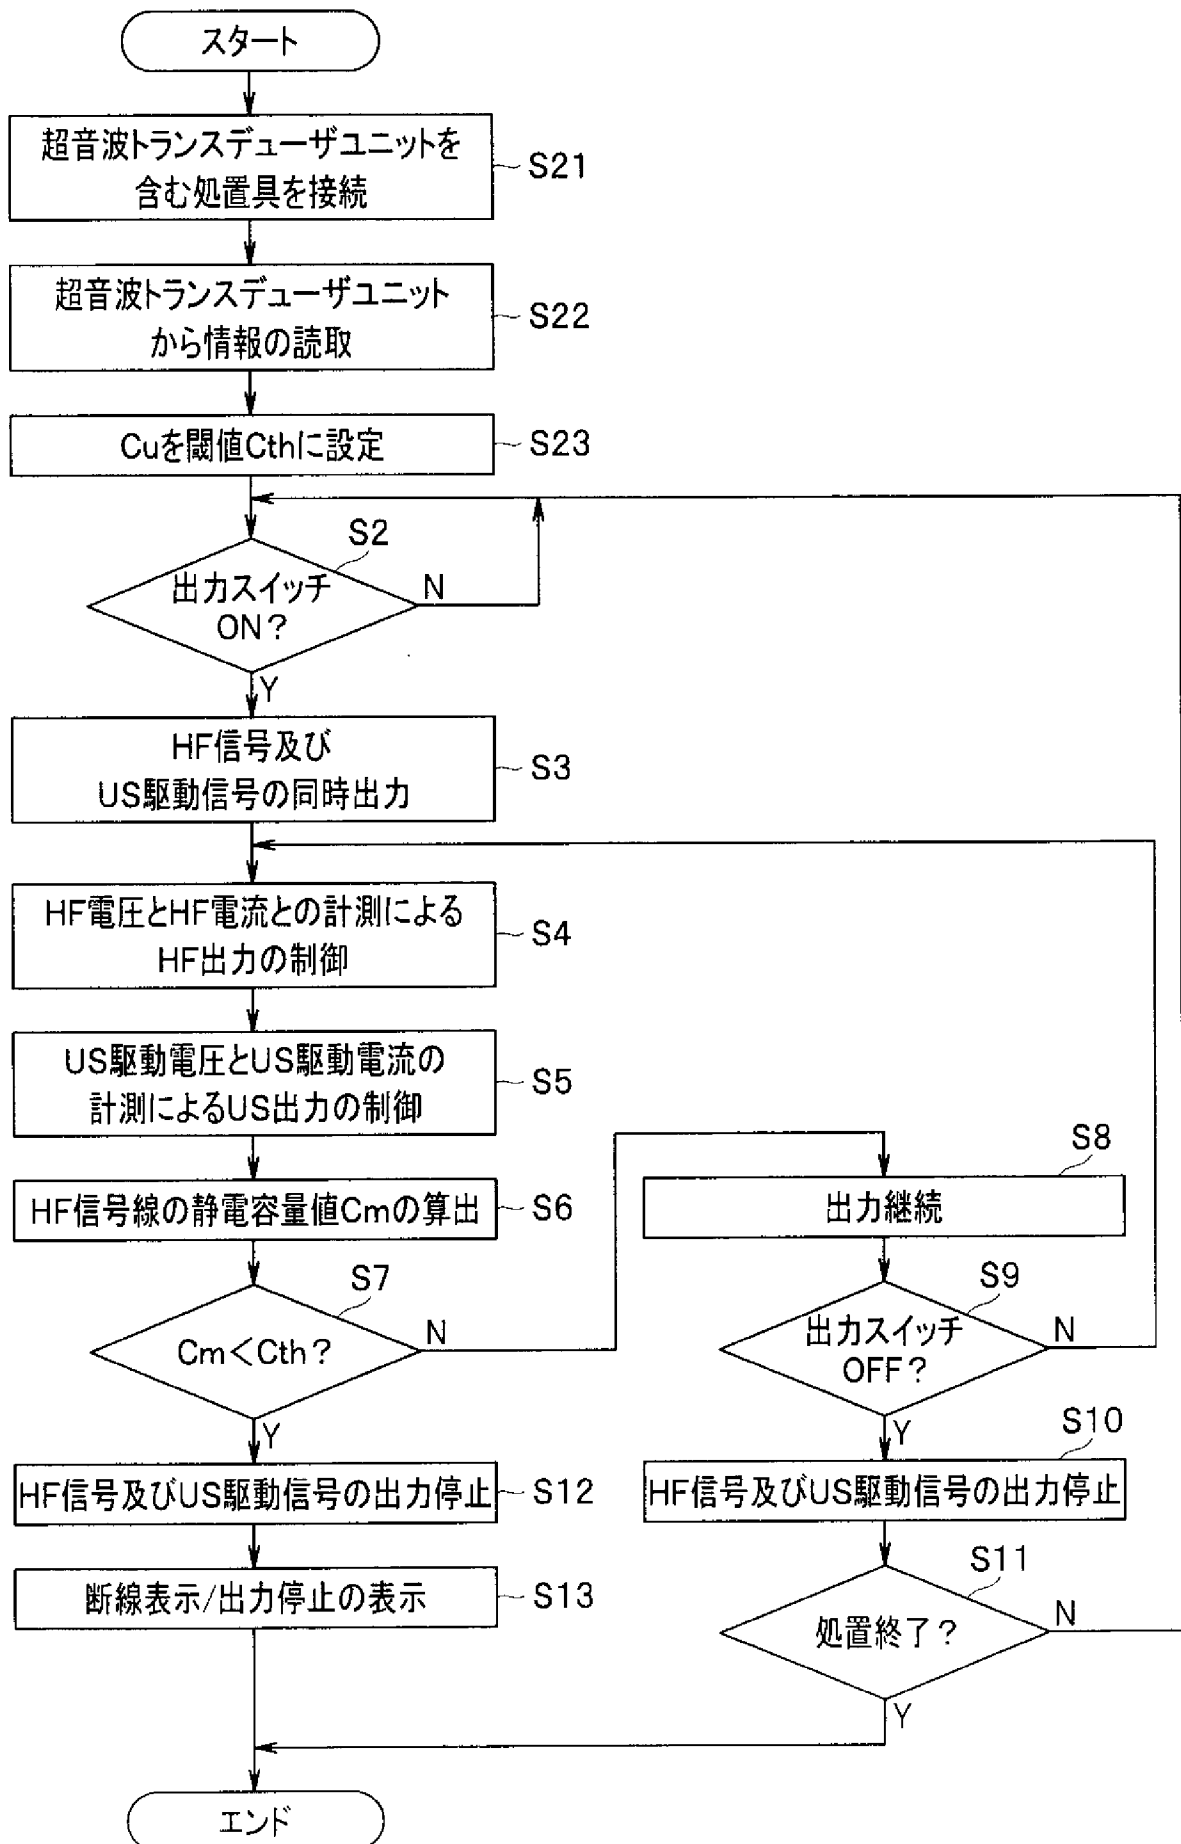 スタート
超音波トランスデューザユニットを
含む処置具を接続
S21
超音波トランスデューザユニット
から情報の読取
S22
Cuを閾値Cthに設定
S23
S2
出力スイッチ
ON?
N
Y
HF信号及び
US駆動信号の同時出力
S3
HF電圧とHF電流との計測による
HF出力の制御
S4
US駆動電圧とUS駆動電流の
計測によるUS出力の制御
S5
HF信号線の静電容量値Cmの算出
S6
S7
Cm<Cth?
N
Y
S8
出力継続
S9
出力スイッチ
OFF?
N
Y
HF信号及びUS駆動信号の出力停止
S12
S10
HF信号及びUS駆動信号の出力停止
断線表示/出力停止の表示
S13
S11
処置終了?
N
Y
エンド